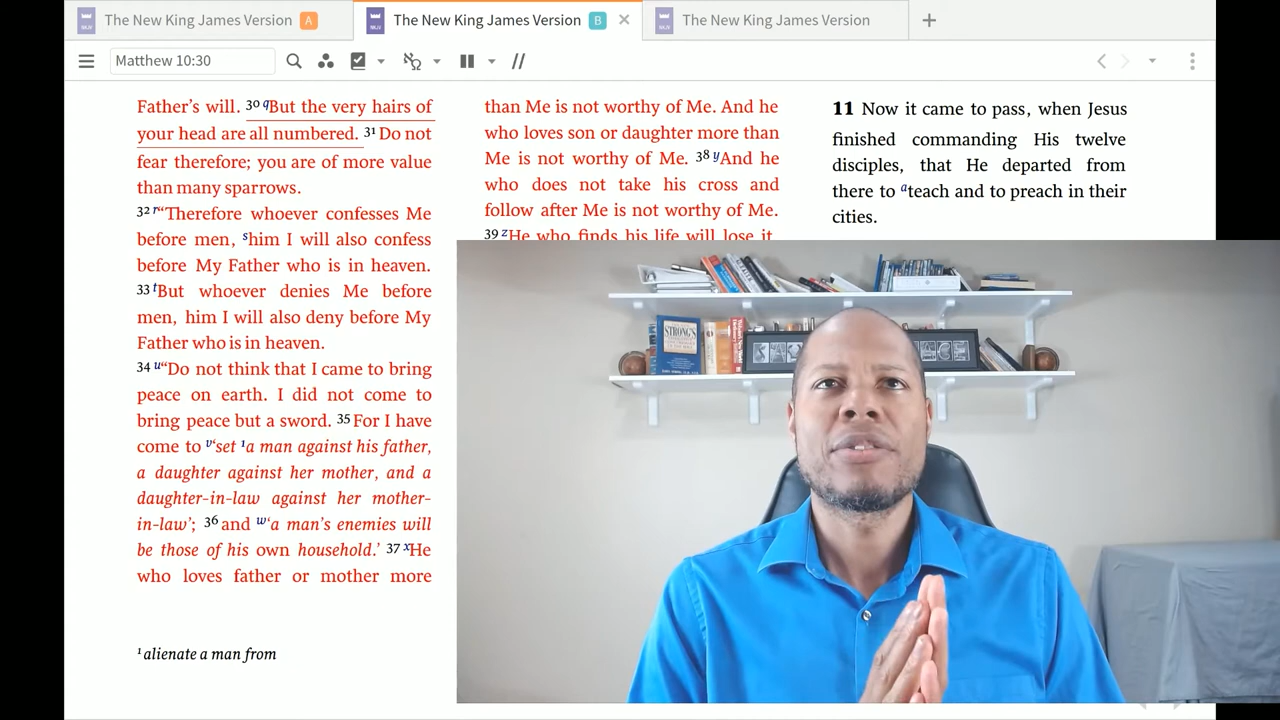 The New King James Version A
The New King James Version B
The New King James Version
Matthew 10:30
Father's will. 30 qBut the very hairs of
your head are all numbered. 31 Do not
fear therefore; you are of more value
than many sparrows.
32 r“Therefore whoever confesses Me
before men, shim I will also confess
before My Father who is in heaven.
33 tBut whoever denies Me before
men, him I will also deny before My
Father who is in heaven.
34 u“Do not think that I came to bring
peace on earth. I did not come to
bring peace but a sword. 35 For I have
come to v‘set 1a man against his father,
a daughter against her mother, and a
daughter-in-law against her mother-
in-law’; 36 and w‘a man’s enemies will
be those of his own household.’ 37 xHe
who loves father or mother more
1 alienate a man from
than Me is not worthy of Me. And he
who loves son or daughter more than
Me is not worthy of Me. 38 yAnd he
who does not take his cross and
follow after Me is not worthy of Me.
39 zHe who finds his life will lose it,
11 Now it came to pass, when Jesus
finished commanding His twelve
disciples, that He departed from
there to ateach and to preach in their
cities.
STRONG'S